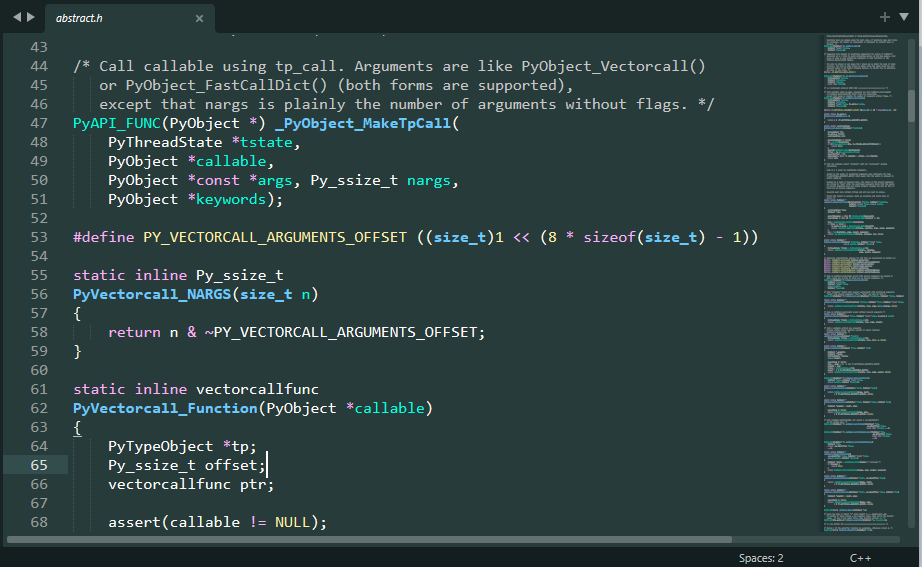 abstract.h
43
44 /* Call callable using tp_call. Arguments are like PyObject_Vectorcall()
45 or PyObject_FastCallDict() (both forms are supported),
46 except that nargs is plainly the number of arguments without flags. */
47 PyAPI_FUNC(PyObject *) _PyObject_MakeTpCall(
48 PyThreadState *tstate,
49 PyObject *callable,
50 PyObject *const *args, Py_ssize_t nargs,
51 PyObject *keywords);
52
53 #define PY_VECTORCALL_ARGUMENTS_OFFSET ((size_t)1 << (8 * sizeof(size_t) - 1))
54
55 static inline Py_ssize_t
56 PyVectorcall_NARGS(size_t n)
57 {
58 return n & ~PY_VECTORCALL_ARGUMENTS_OFFSET;
59 }
60
61 static inline vectorcallfunc
62 PyVectorcall_Function(PyObject *callable)
63 {
64 PyTypeObject *tp;
65 Py_ssize_t offset;
66 vectorcallfunc ptr;
67
68 assert(callable != NULL);
Spaces: 2 C++